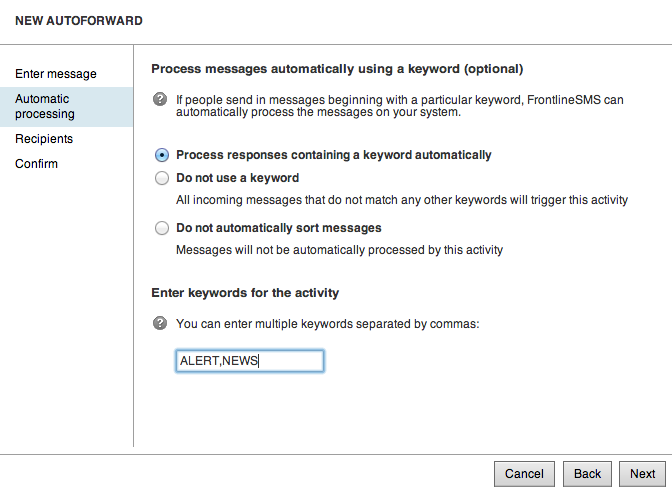 NEW AUTOFORWARD
Enter message
Automatic
processing
Recipients
Confirm
Process messages automatically using a keyword (optional)
If people send in messages beginning with a particular keyword, FrontlineSMS can
automatically process the messages on your system.
Process responses containing a keyword automatically
Do not use a keyword
All incoming messages that do not match any other keywords will trigger this activity
Do not automatically sort messages
Messages will not be automatically processed by this activity
Enter keywords for the activity
You can enter multiple keywords separated by commas:
ALERT,NEWS
Cancel
Back
Next